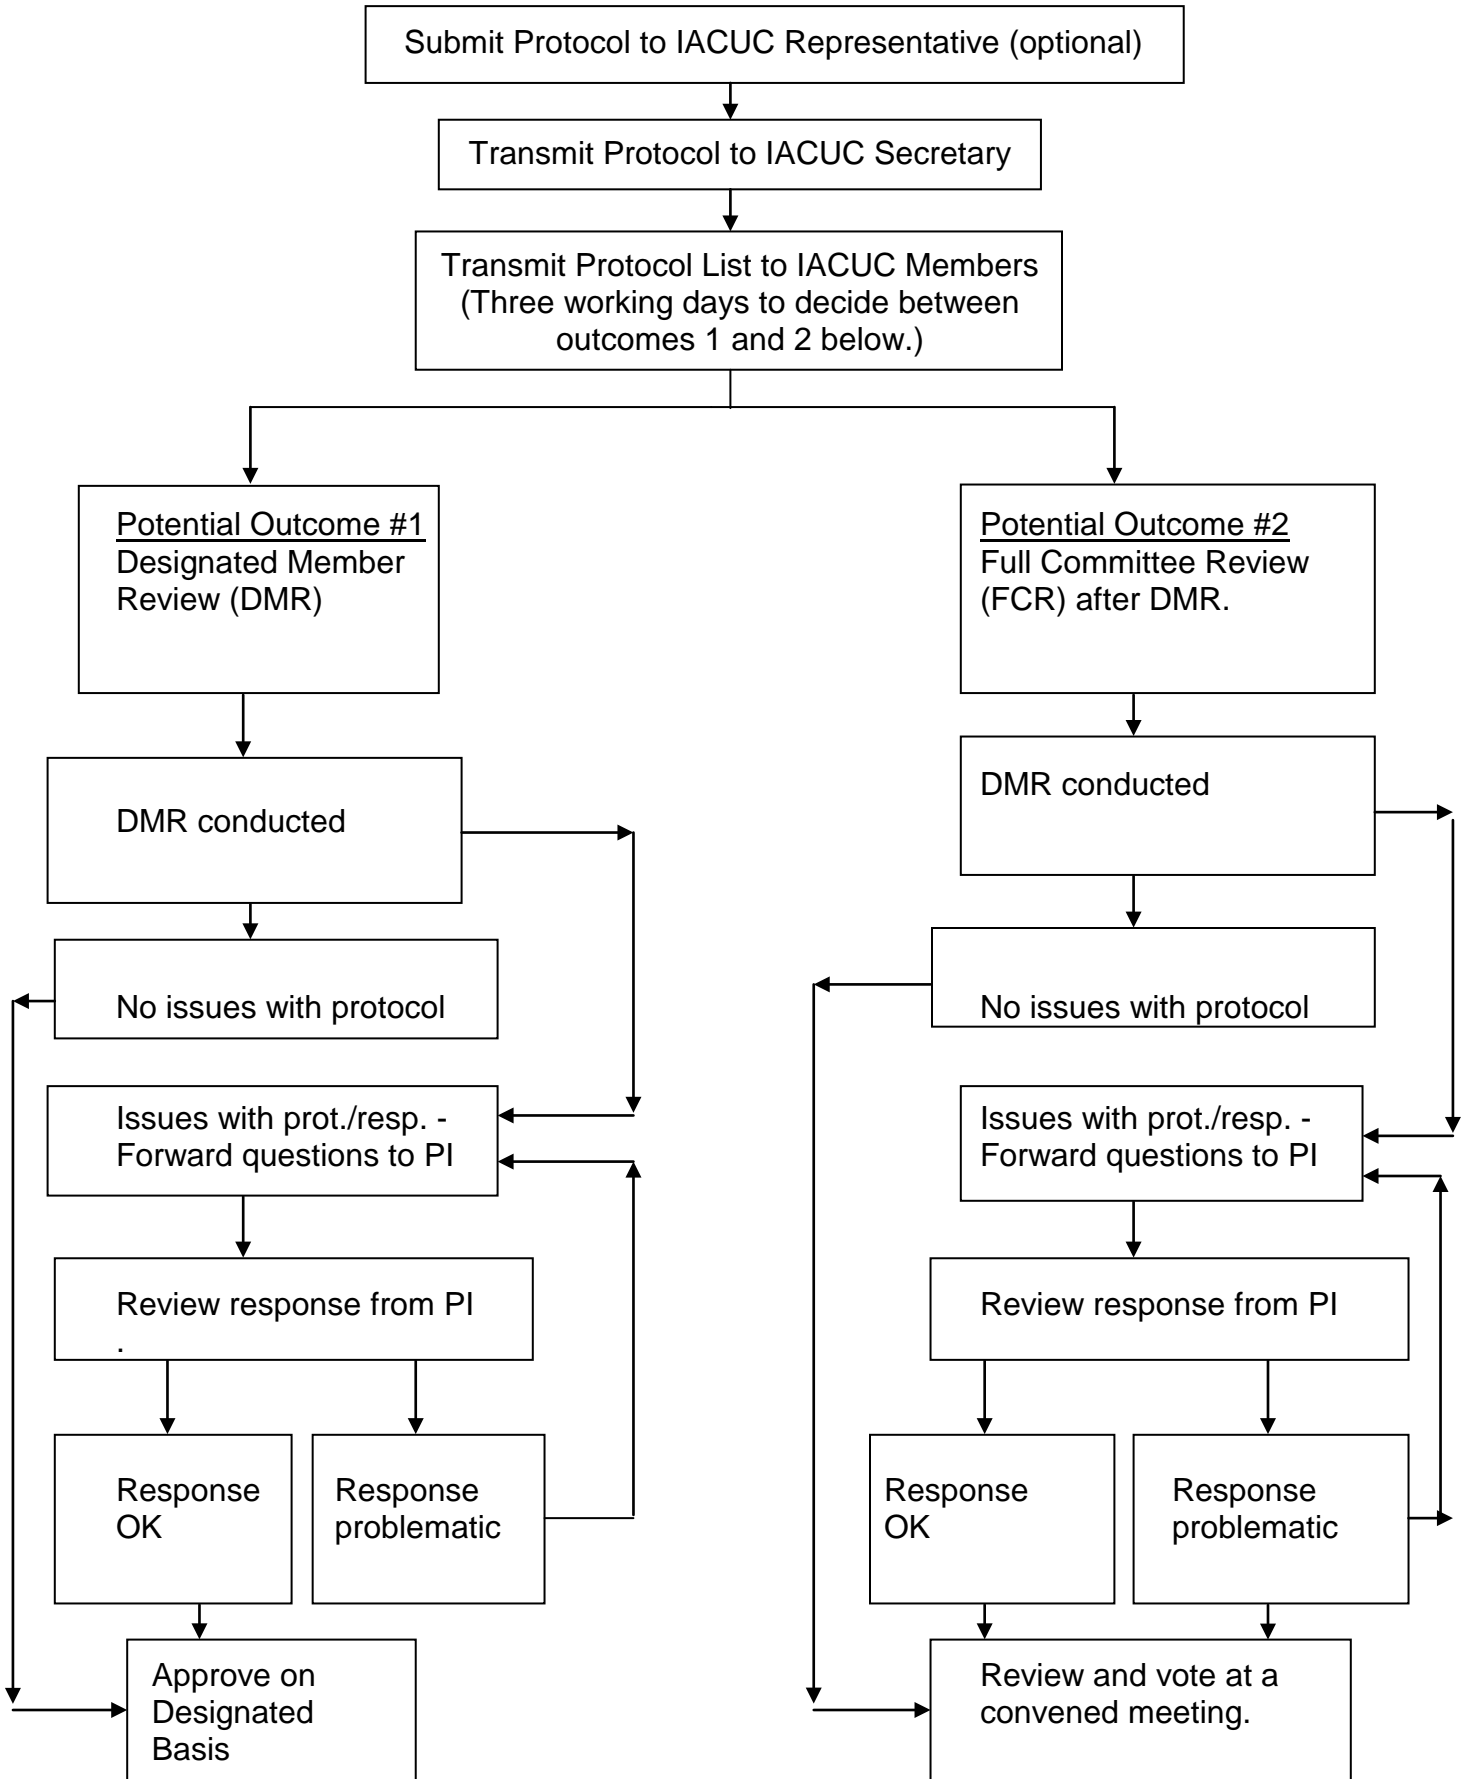 Submit Protocol to IACUC Representative (optional)
Transmit Protocol to IACUC Secretary
Transmit Protocol List to IACUC Members
(Three working days to decide between
outcomes 1 and 2 below.)
Potential Outcome #1
Designated Member
Review (DMR)
DMR conducted
No issues with protocol
Issues with prot./resp. -
Forward questions to PI
Review response from PI
.
Response
OK
Response
problematic
Approve on
Designated
Basis
Potential Outcome #2
Full Committee Review
(FCR) after DMR.
DMR conducted
No issues with protocol
Issues with prot./resp. -
Forward questions to PI
Review response from PI
Response
OK
Response
problematic
Review and vote at a
convened meeting.